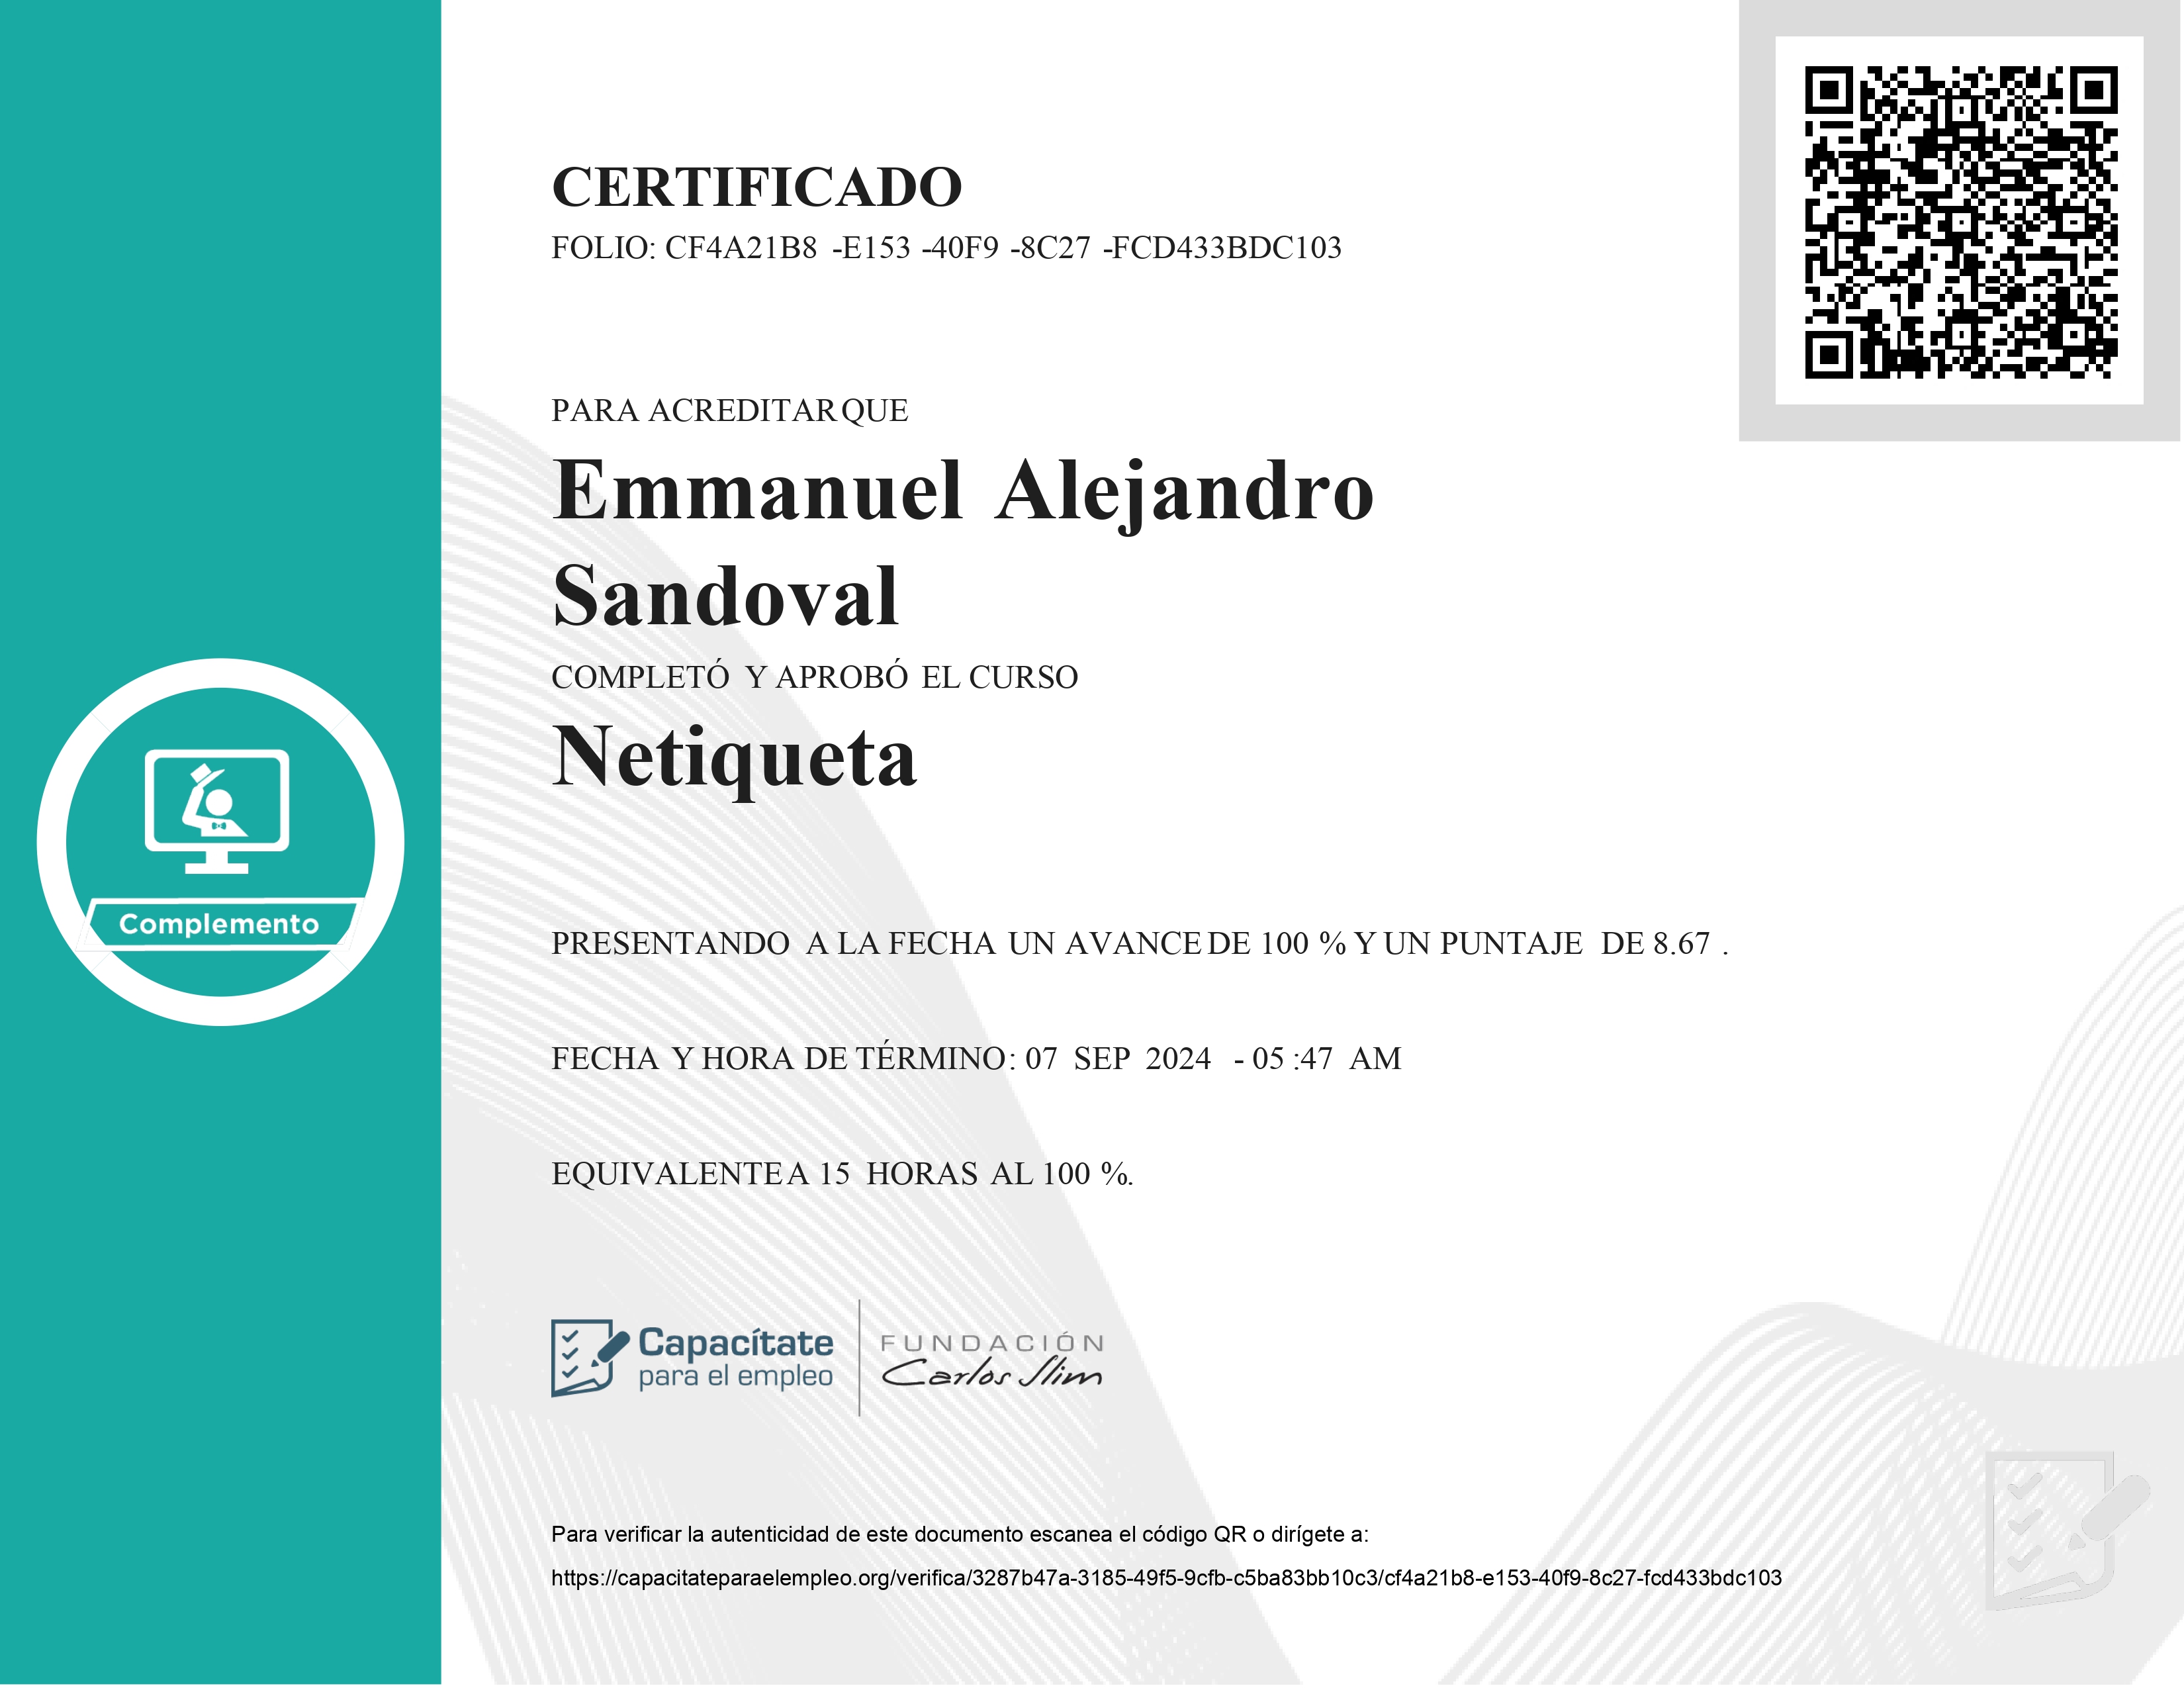 CERTIFICADO
FOLIO: CF4A21B8 -E153 -40F9 -8C27 -FCD433BDC103
PARA ACREDITAR QUE
Emmanuel Alejandro
Sandoval
COMPLETÓ Y APROBÓ EL CURSO
Netiqueta
Complemento
PRESENTANDO A LA FECHA UN AVANCE DE 100 % Y UN PUNTAJE DE 8.67 .
FECHA Y HORA DE TÉRMINO: 07 SEP 2024 - 05 :47 AM
EQUIVALENTE A 15 HORAS AL 100 %.
Capacítate
para el empleo
FUNDACIÓN
Carlos Slim
Para verificar la autenticidad de este documento escanea el código QR o dirígete a:
https://capacitateparaelempleo.org/verifica/3287b47a-3185-49f5-9cfb-c5ba83bb10c3/cf4a21b8-e153-40f9-8c27-fcd433bdc103